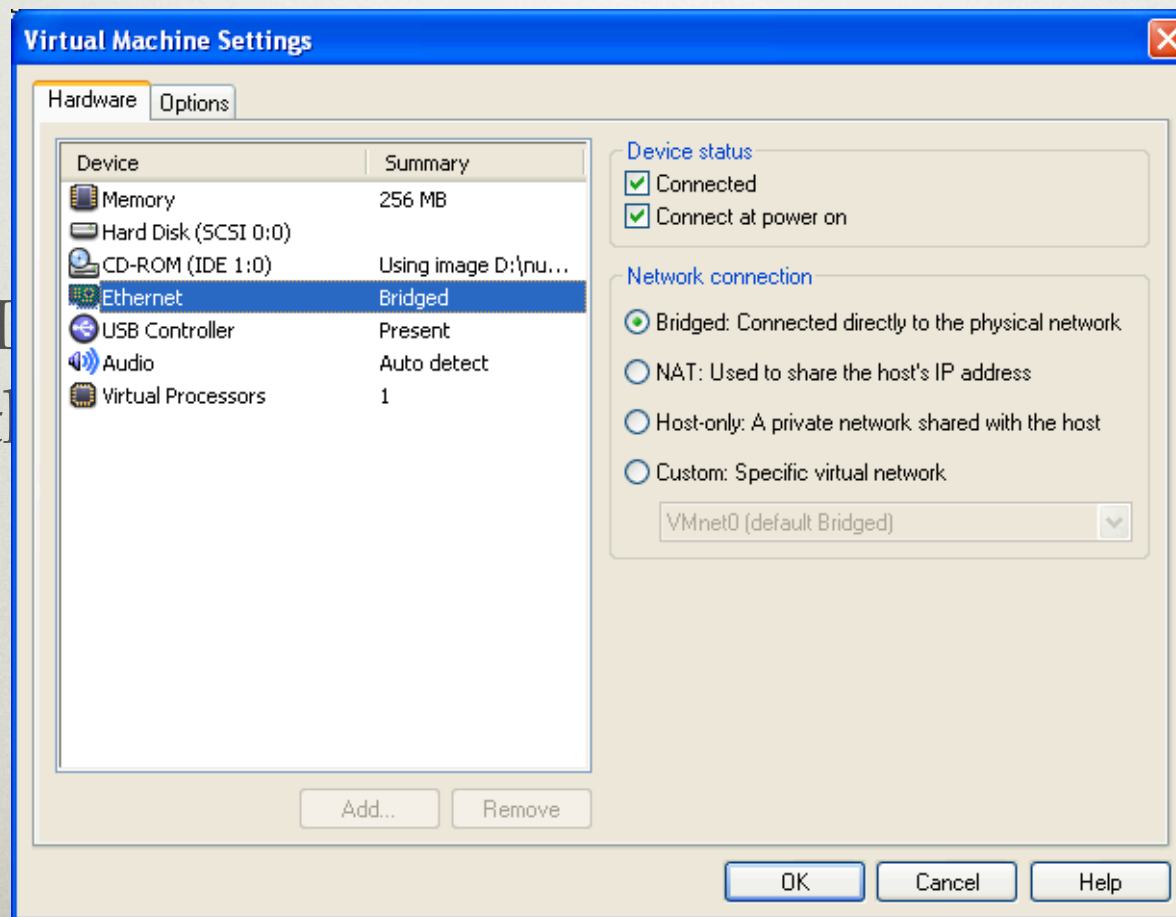 Virtual Machine Settings
Hardware Options
Device Summary
Memory 256 MB
Hard Disk (SCSI 0:0)
CD-ROM (IDE 1:0) Using image D:\nu...
Ethernet Bridged
USB Controller Present
Audio Auto detect
Virtual Processors 1
Add... Remove
Device status
Connected
Connect at power on
Network connection
Bridged: Connected directly to the physical network
NAT: Used to share the host's IP address
Host-only: A private network shared with the host
Custom: Specific virtual network
VMnet0 (default Bridged)
OK Cancel Help